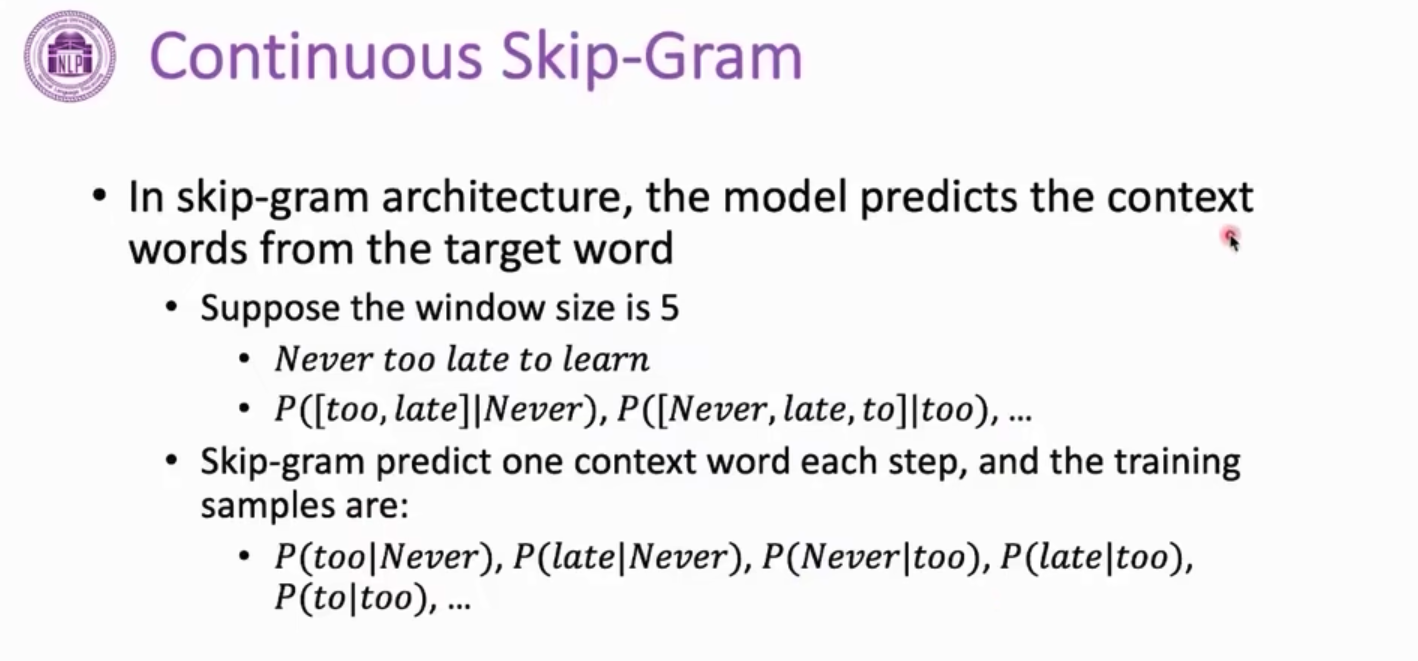 NLP
Continuous Skip-Gram
• In skip-gram architecture, the model predicts the context
words from the target word
• Suppose the window size is 5
• Never too late to learn
• P([too, late]|Never), P([Never, late, to]|too), ...
• Skip-gram predict one context word each step, and the training
samples are:
• P(too|Never), P(late|Never), P(Never|too), P(late|too),
P(to|too), ...